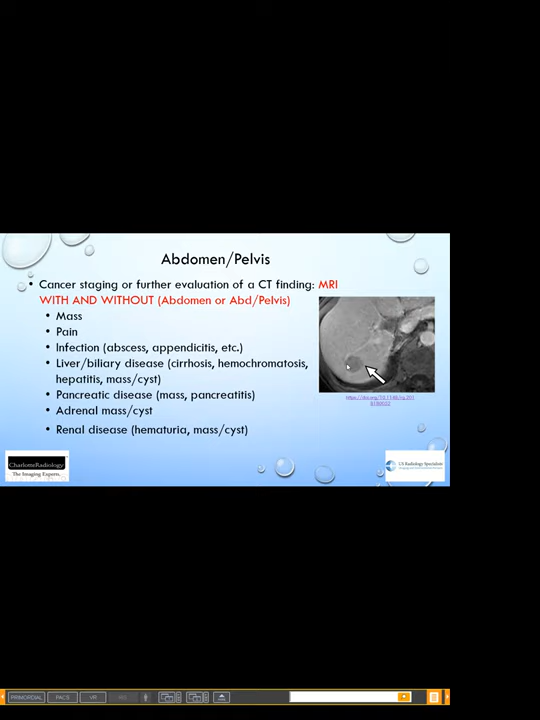 Abdomen/Pelvis
• Cancer staging or further evaluation of a CT finding: MRI
WITH AND WITHOUT (Abdomen or Abd/Pelvis)
• Mass
• Pain
• Infection (abscess, appendicitis, etc.)
• Liver/biliary disease (cirrhosis, hemochromatosis,
hepatitis, mass/cyst)
• Pancreatic disease (mass, pancreatitis)
• Adrenal mass/cyst
• Renal disease (hematuria, mass/cyst)
CharlotteRadiology
The Imaging Experts.
US Radiology Specialists
PRIMORDIAL
PACS
VR